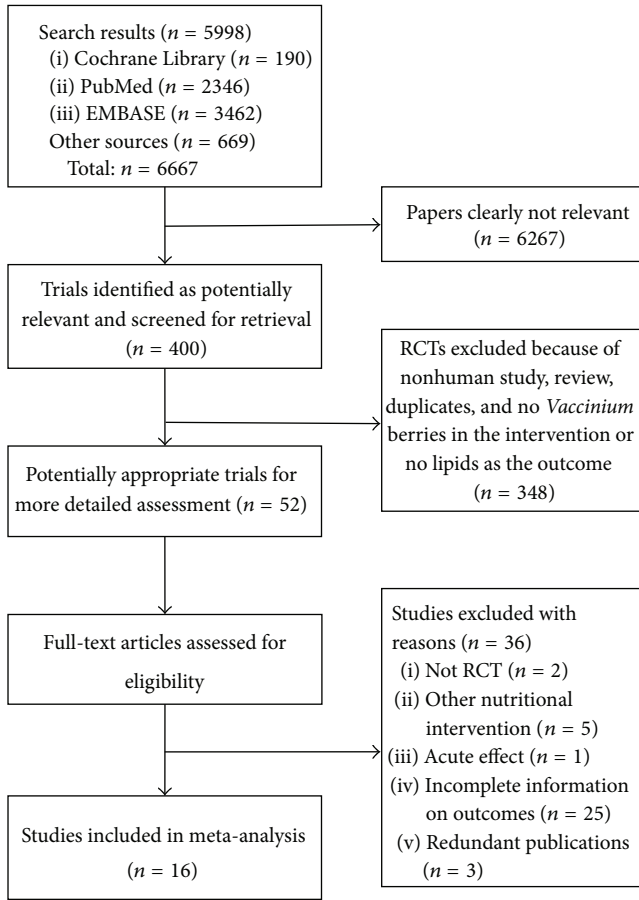 Search results (n = 5998)
(i) Cochrane Library (n = 190)
(ii) PubMed (n = 2346)
(iii) EMBASE (n = 3462)
Other sources (n = 669)
Total: n = 6667
Papers clearly not relevant
(n = 6267)
Trials identified as potentially
relevant and screened for retrieval
(n = 400)
RCTs excluded because of
nonhuman study, review,
duplicates, and no Vaccinium
berries in the intervention or
no lipids as the outcome
(n = 348)
Potentially appropriate trials for
more detailed assessment (n = 52)
Full-text articles assessed for
eligibility
Studies excluded with
reasons (n = 36)
(i) Not RCT (n = 2)
(ii) Other nutritional
intervention (n = 5)
(iii) Acute effect (n = 1)
(iv) Incomplete information
on outcomes (n = 25)
(v) Redundant publications
(n = 3)
Studies included in meta-analysis
(n = 16)